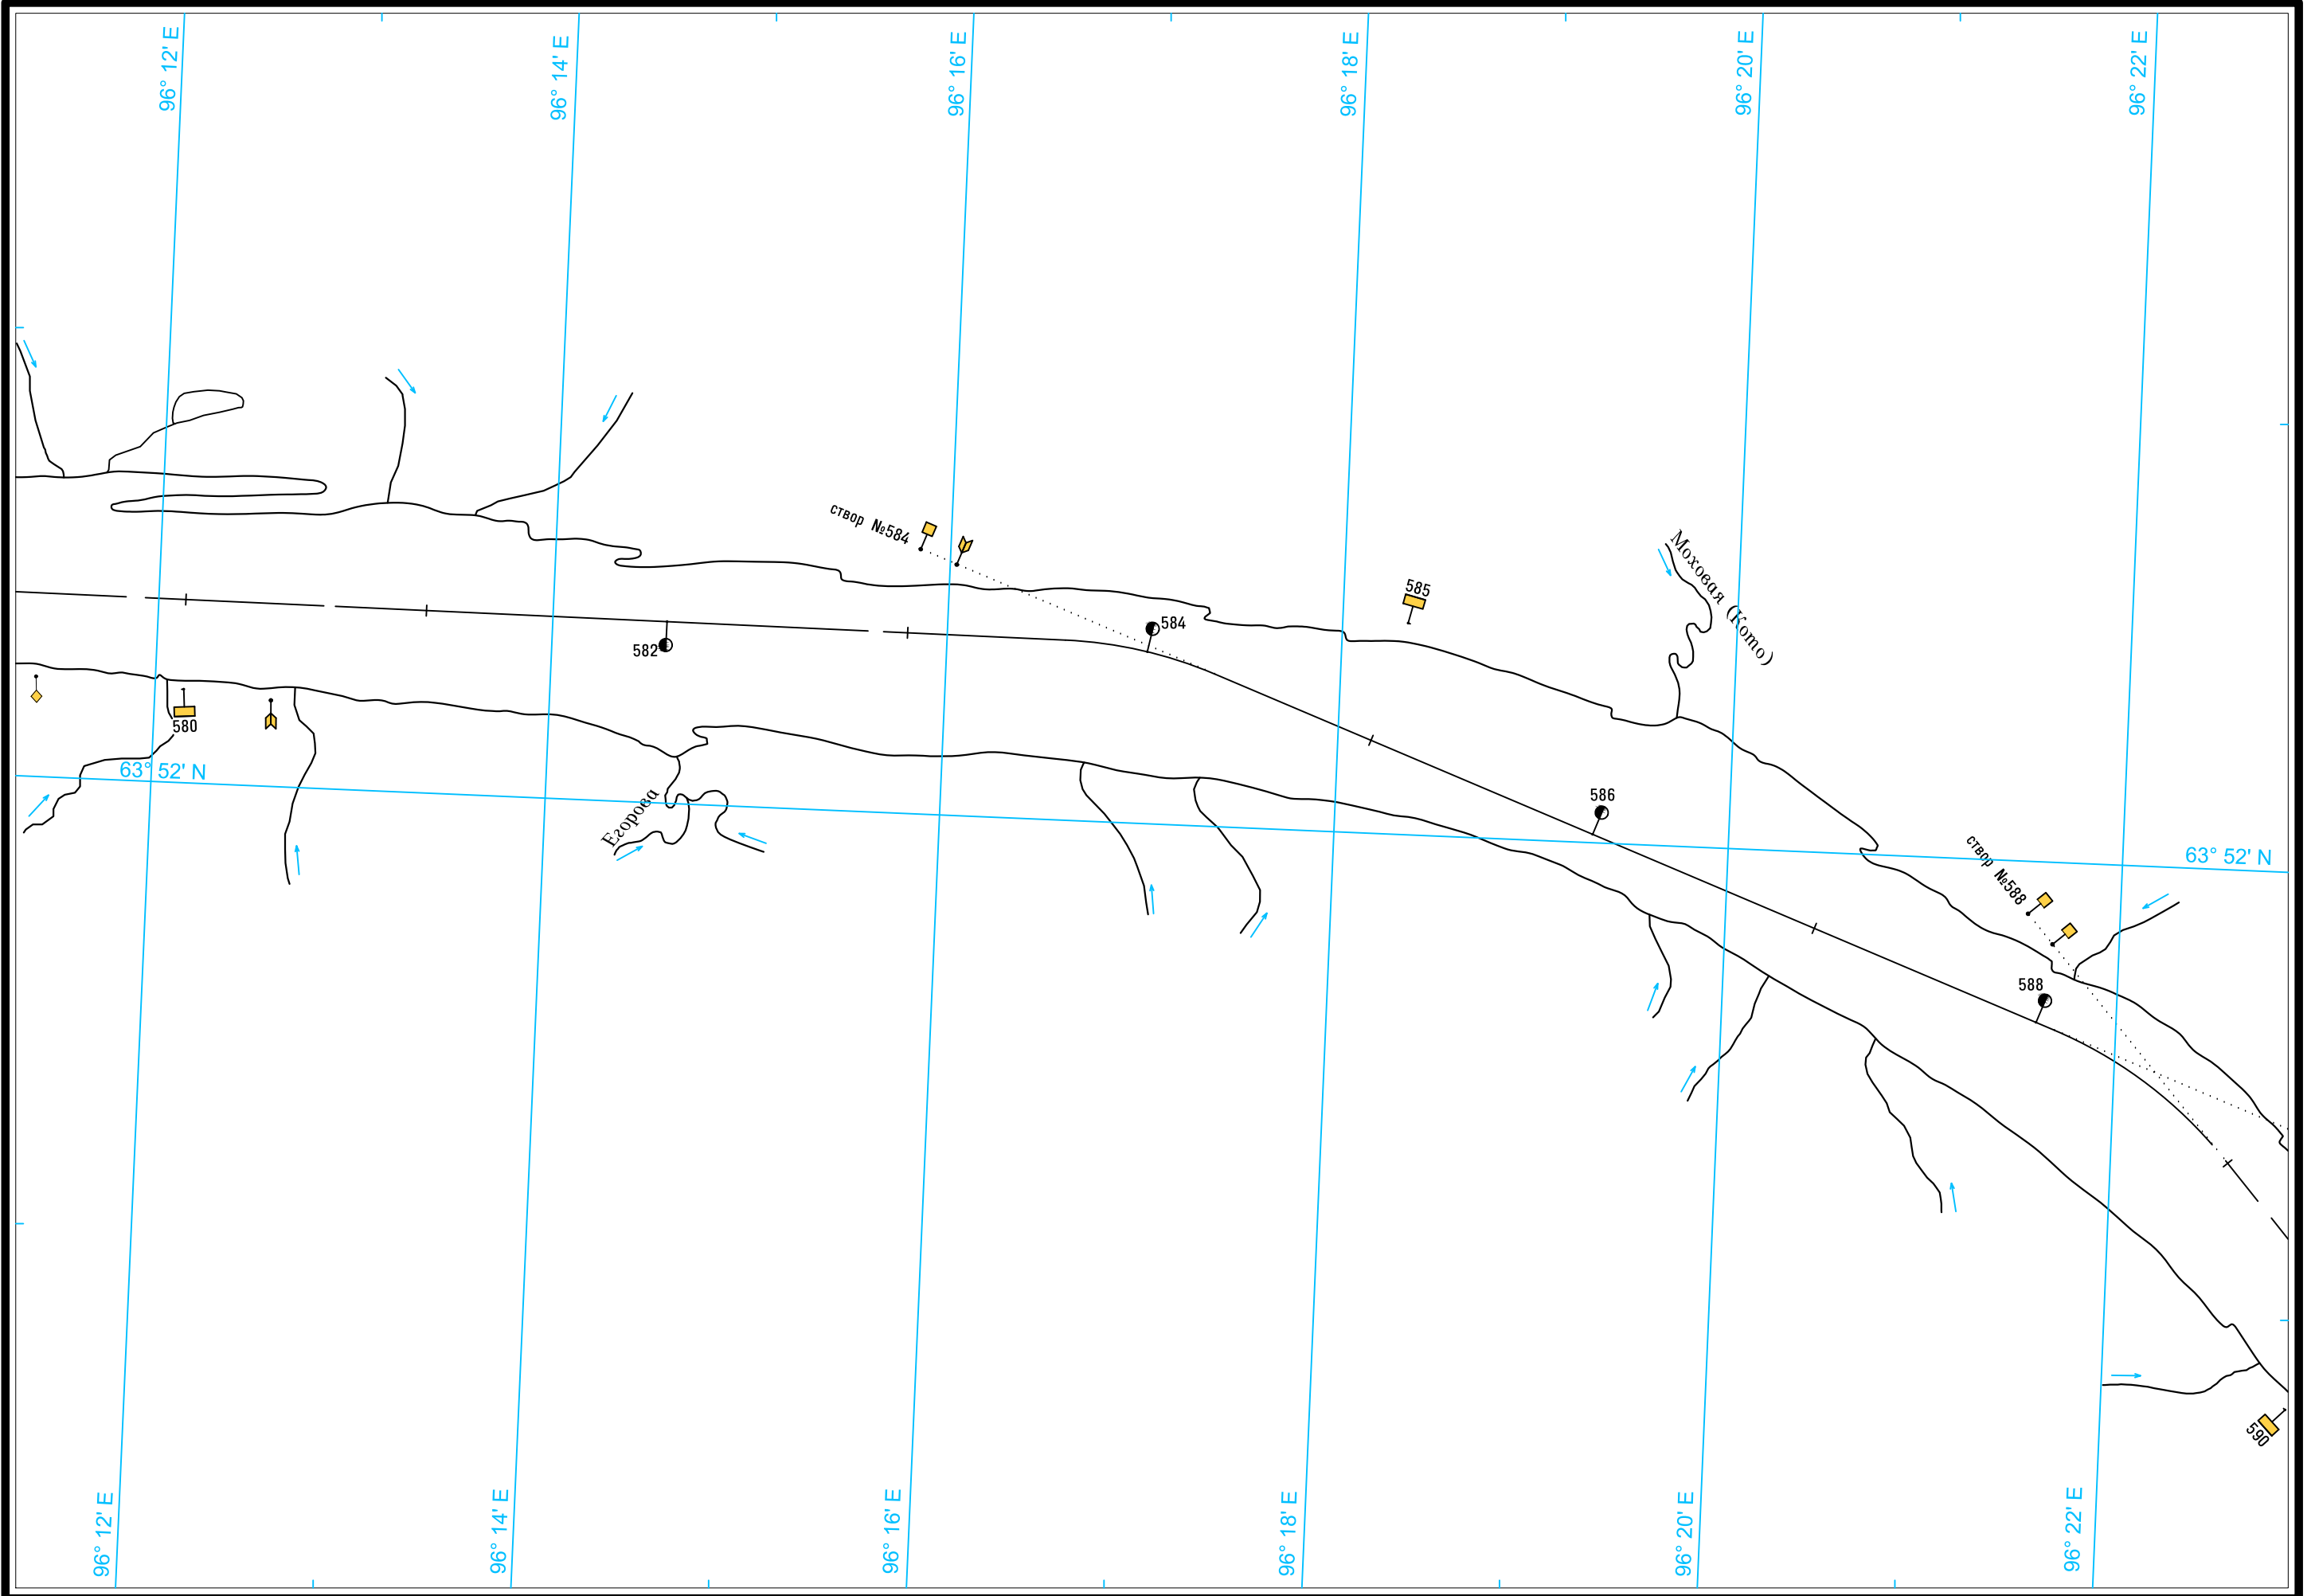 96° 12' E
96° 14' E
96° 16' E
96° 18' E
96° 20' E
96° 22' E
створ №584
584
585
Моховая (Кото)
582
580
63° 52' N
Егорова
586
63° 52' N
створ №588
588
590
96° 12' E
96° 14' E
96° 16' E
96° 18' E
96° 20' E
96° 22' E